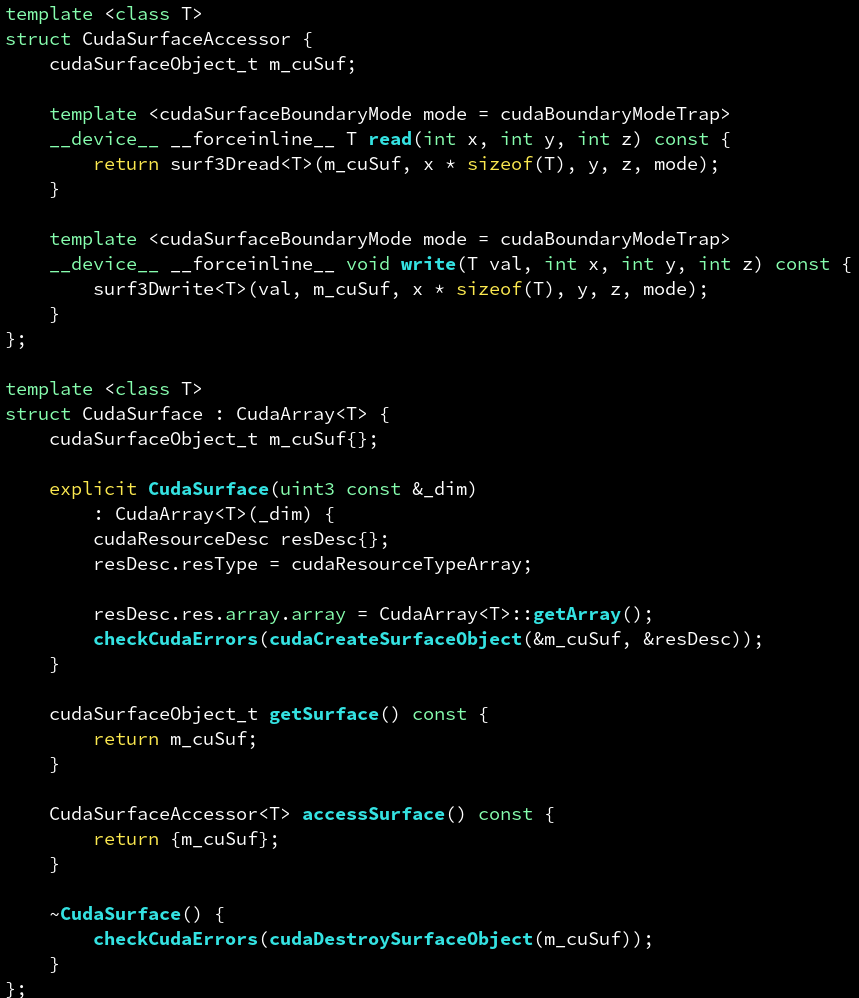 template <class T>
struct CudaSurfaceAccessor {
    cudaSurfaceObject_t m_cuSuf;

    template <cudaSurfaceBoundaryMode mode = cudaBoundaryModeTrap>
    __device__ __forceinline__ T read(int x, int y, int z) const {
        return surf3Dread<T>(m_cuSuf, x * sizeof(T), y, z, mode);
    }

    template <cudaSurfaceBoundaryMode mode = cudaBoundaryModeTrap>
    __device__ __forceinline__ void write(T val, int x, int y, int z) const {
        surf3Dwrite<T>(val, m_cuSuf, x * sizeof(T), y, z, mode);
    }
};

template <class T>
struct CudaSurface : CudaArray<T> {
    cudaSurfaceObject_t m_cuSuf{};

    explicit CudaSurface(uint3 const &_dim)
        : CudaArray<T>(_dim) {
        cudaResourceDesc resDesc{};
        resDesc.resType = cudaResourceTypeArray;

        resDesc.res.array.array = CudaArray<T>::getArray();
        checkCudaErrors(cudaCreateSurfaceObject(&m_cuSuf, &resDesc));
    }

    cudaSurfaceObject_t getSurface() const {
        return m_cuSuf;
    }

    CudaSurfaceAccessor<T> accessSurface() const {
        return {m_cuSuf};
    }

    ~CudaSurface() {
        checkCudaErrors(cudaDestroySurfaceObject(m_cuSuf));
    }
};